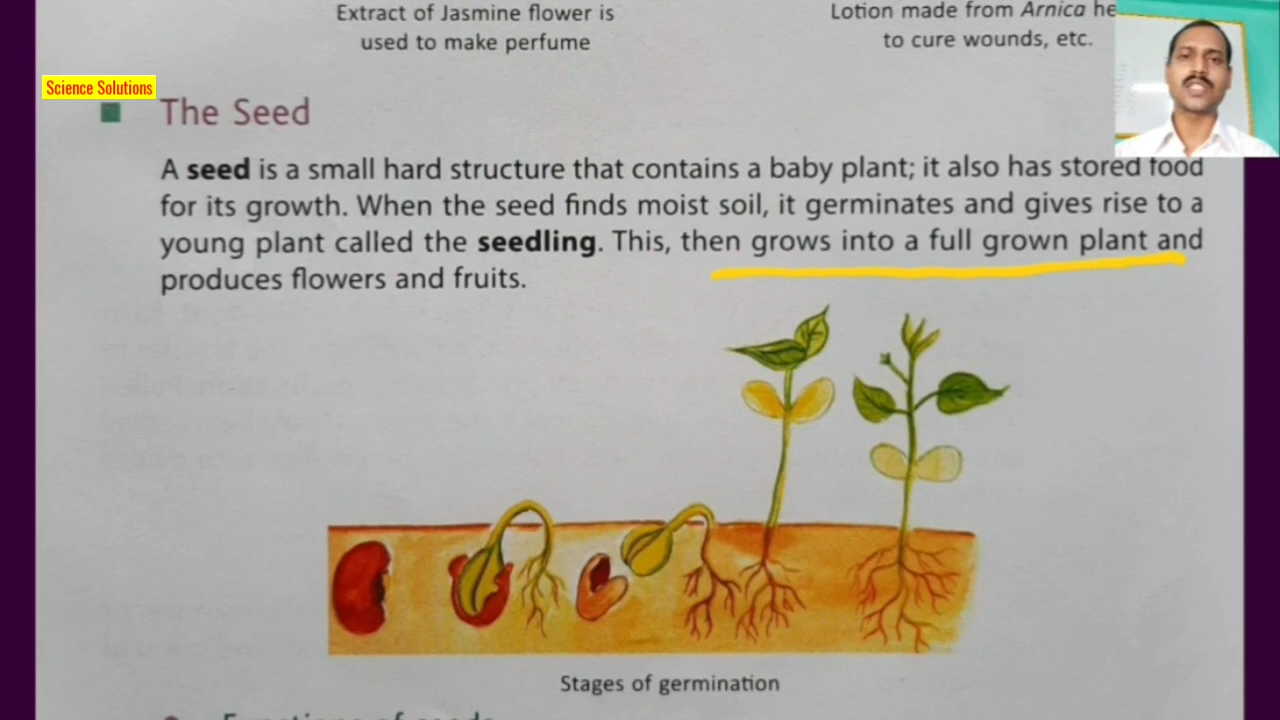 Extract of Jasmine flower is
used to make perfume
Lotion made from Arnica
to cure wounds, etc.
Science Solutions
The Seed
A seed is a small hard structure that contains a baby plant; it also has stored food
for its growth. When the seed finds moist soil, it germinates and gives rise to a
young plant called the seedling. This, then grows into a full grown plant and
produces flowers and fruits.
Stages of germination
Functions of seeds